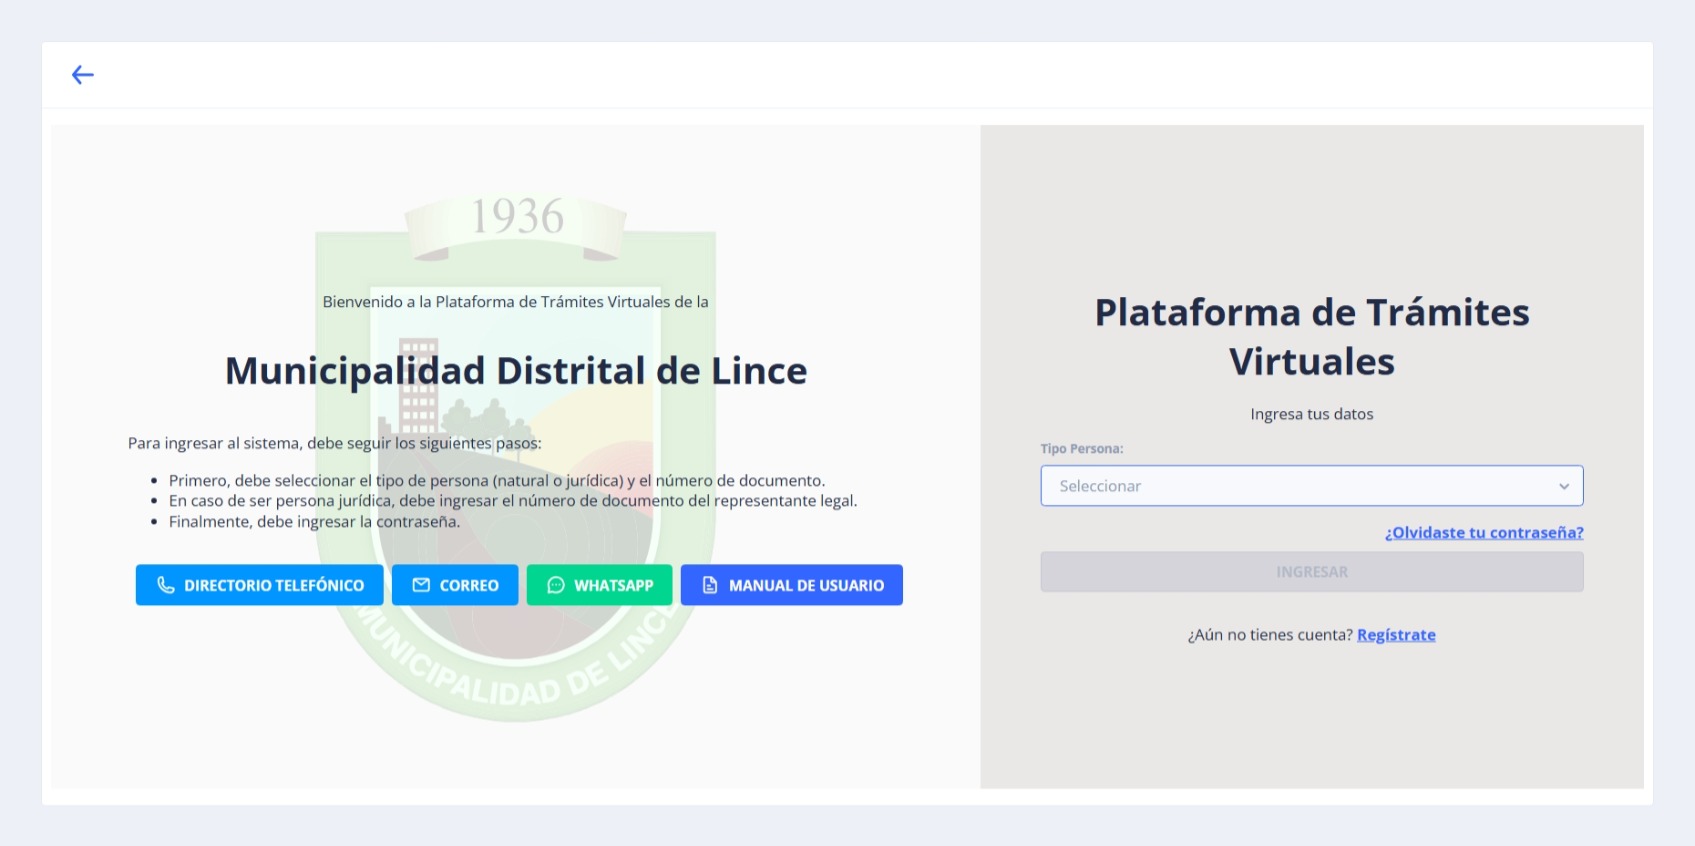 1936
Bienvenido a la Plataforma de Trámites Virtuales de la
Municipalidad Distrital de Lince
Para ingresar al sistema, debe seguir los siguientes pasos:
• Primero, debe seleccionar el tipo de persona (natural o jurídica) y el número de documento.
• En caso de ser persona jurídica, debe ingresar el número de documento del representante legal.
• Finalmente, debe ingresar la contraseña.
DIRECTORIO TELEFÓNICO CORREO WHATSAPP MANUAL DE USUARIO
MUNICIPALIDAD DE LINCE
Plataforma de Trámites
Virtuales
Ingresa tus datos
Tipo Persona:
Seleccionar
¿Olvidaste tu contraseña?
INGRESAR
¿Aún no tienes cuenta? Regístrate